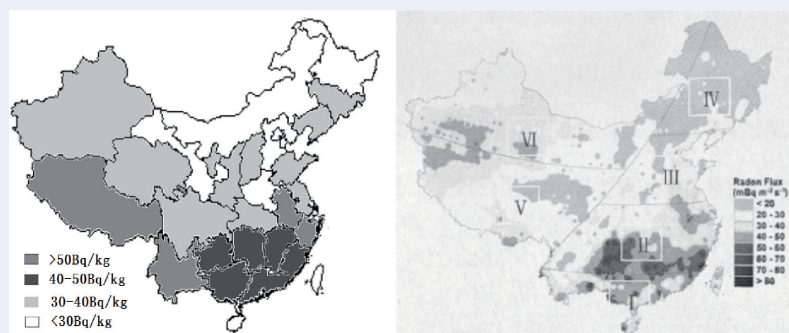 >50Bq/kg
40-50Bq/kg
30-40Bq/kg
<30Bq/kg
IV
VI
III
V
II
I
Radon Flux
(mBq m⁻² s⁻¹)
< 20
20 - 30
30 - 40
40 - 50
50 - 60
60 - 70
70 - 80
> 80